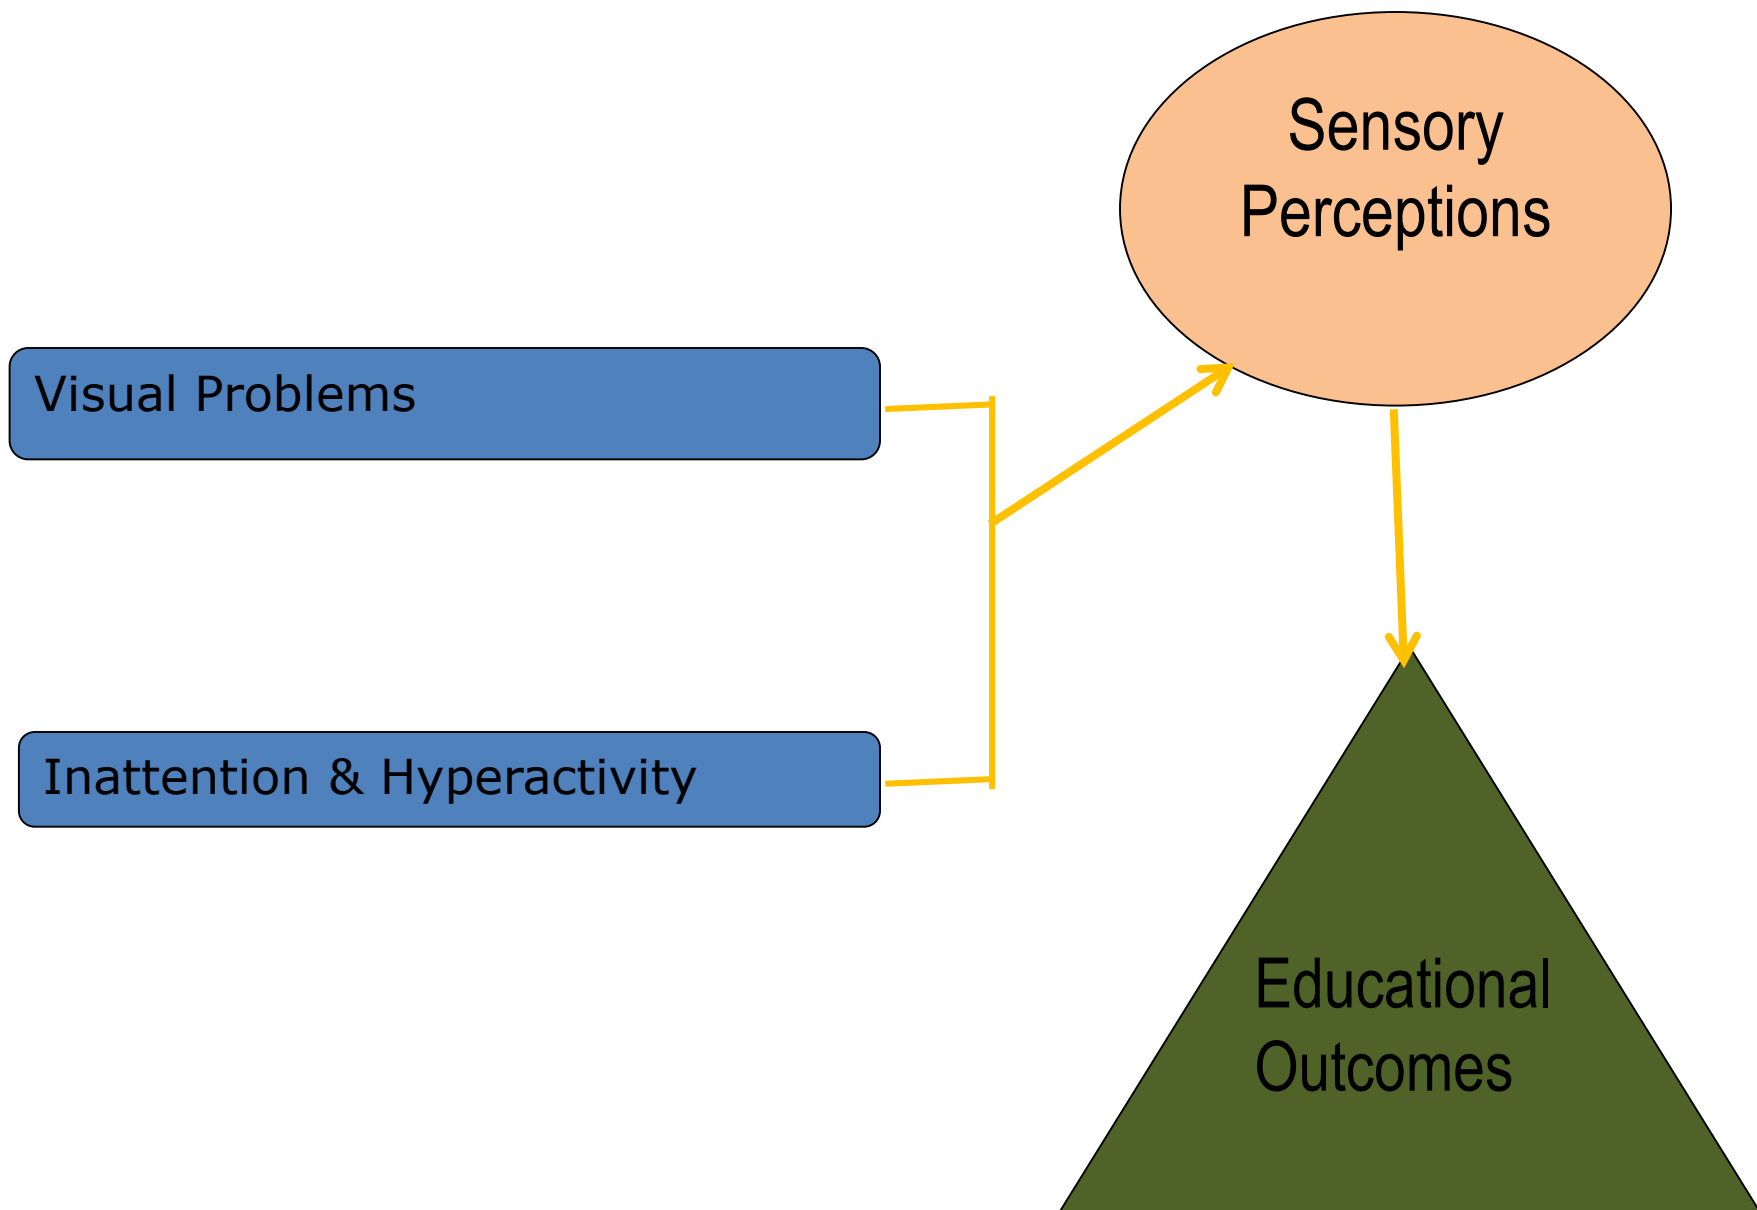 Sensory
Perceptions
Visual Problems
Inattention & Hyperactivity
Educational
Outcomes